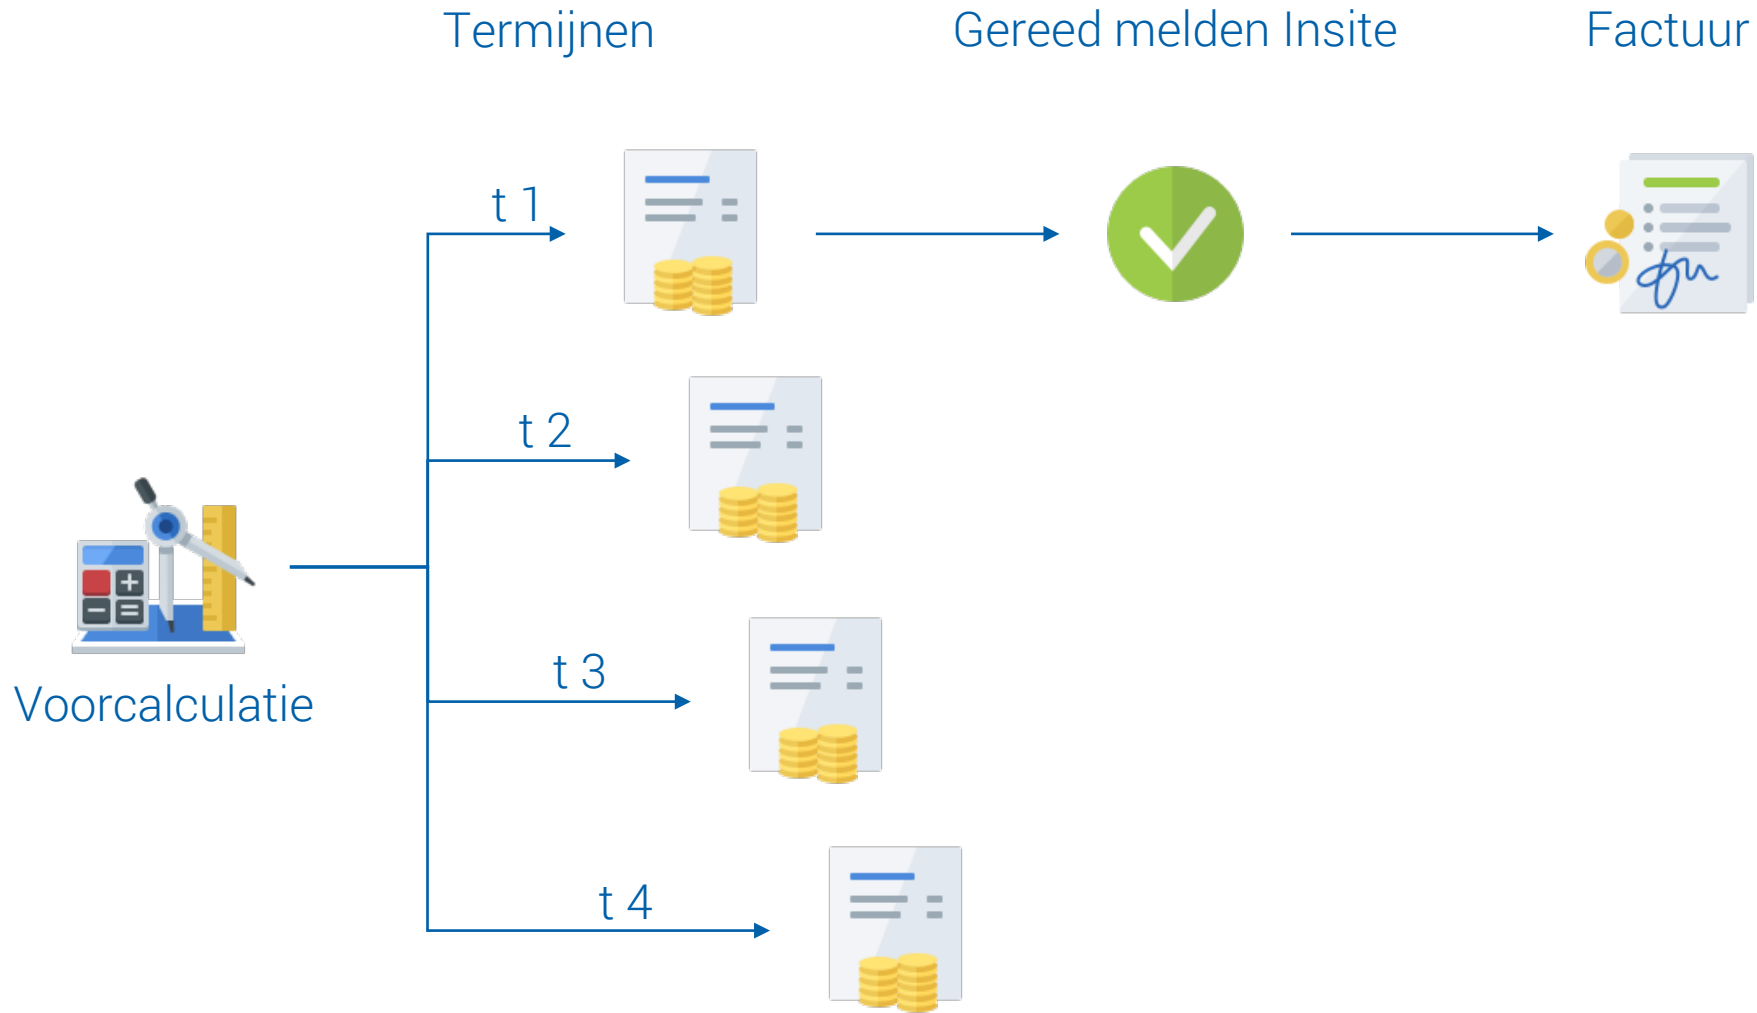 Termijnen
Gereed melden Insite
Factuur
t 1
t 2
t 3
Voorcalculatie
t 4